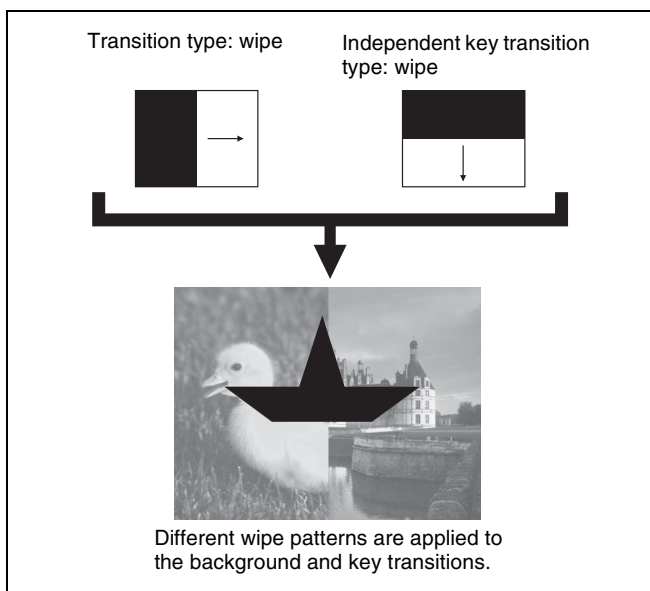 Transition type: wipe
Independent key transition
type: wipe
Different wipe patterns are applied to
the background and key transitions.